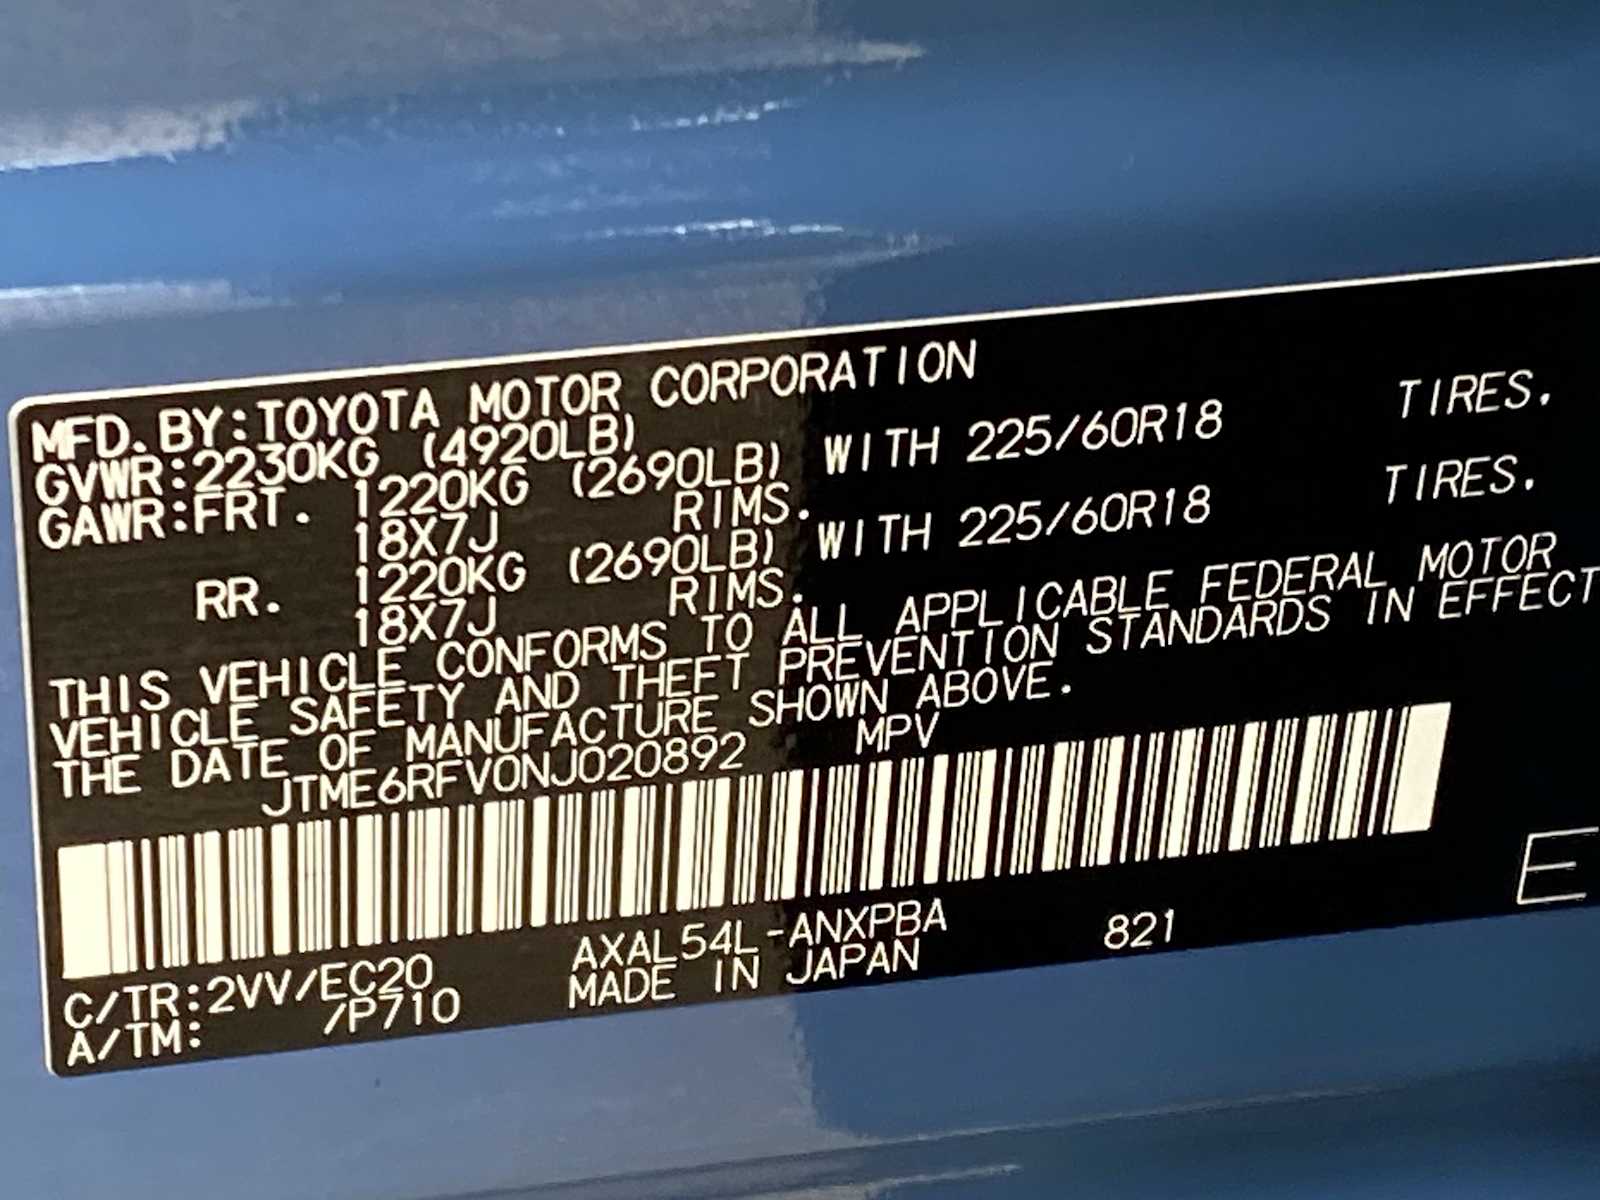 MFD. BY:TOYOTA MOTOR CORPORATION
GVWR:2230KG (4920LB)
GAWR:FRT. 1220KG (2690LB) WITH 225/60R18 TIRES.
18X7J RIMS.
RR. 1220KG (2690LB) WITH 225/60R18 TIRES.
18X7J RIMS.
THIS VEHICLE CONFORMS TO ALL APPLICABLE FEDERAL MOTOR
VEHICLE SAFETY AND THEFT PREVENTION STANDARDS IN EFFECT
THE DATE OF MANUFACTURE SHOWN ABOVE.
JTME6RFV0NJ020892 MPV
E
C/TR:2VV/EC20 AXAL54L-ANXPBA 821
A/TM: /P710 MADE IN JAPAN